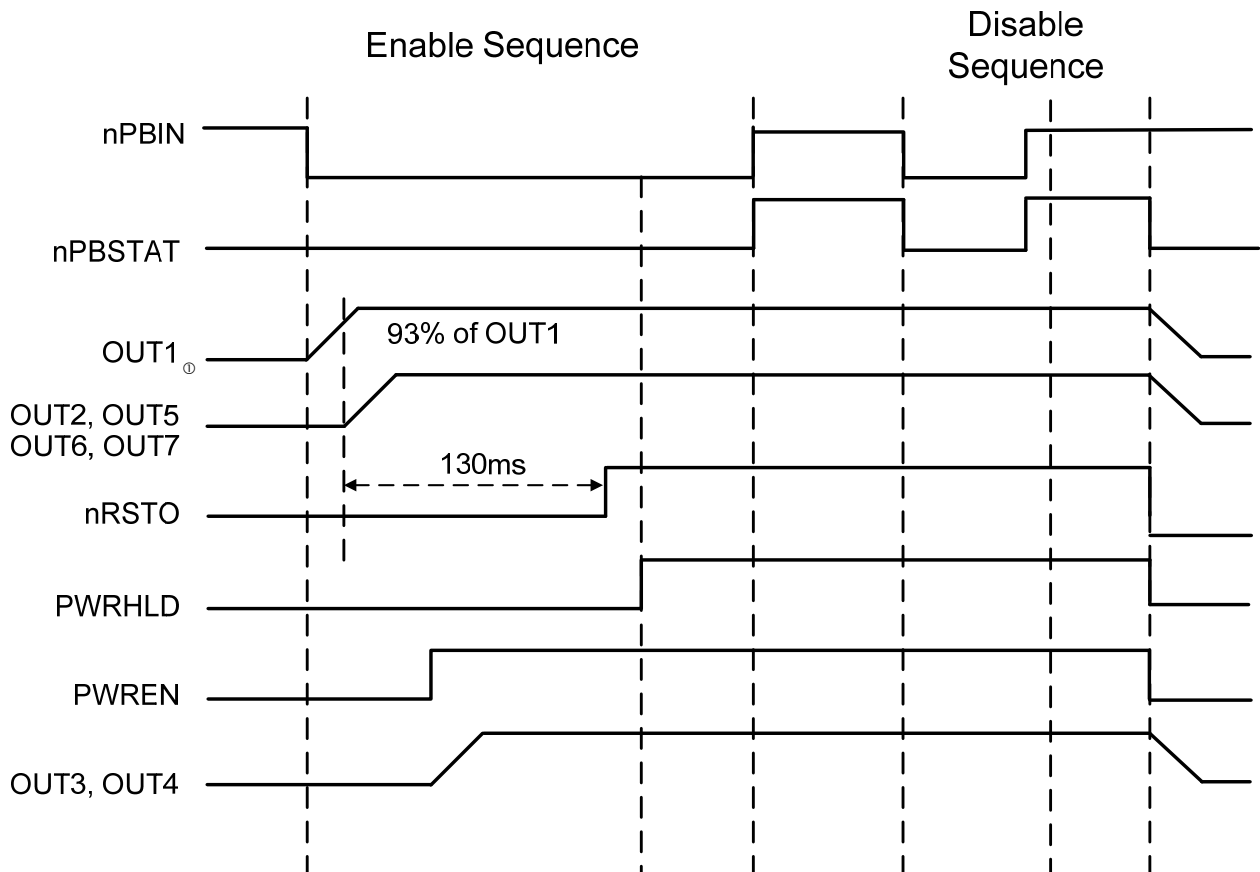 Enable Sequence
Disable
Sequence
nPBIN
nPBSTAT
93% of OUT1
OUT1 ①
OUT2, OUT5
OUT6, OUT7
130ms
nRSTO
PWRHLD
PWREN
OUT3, OUT4